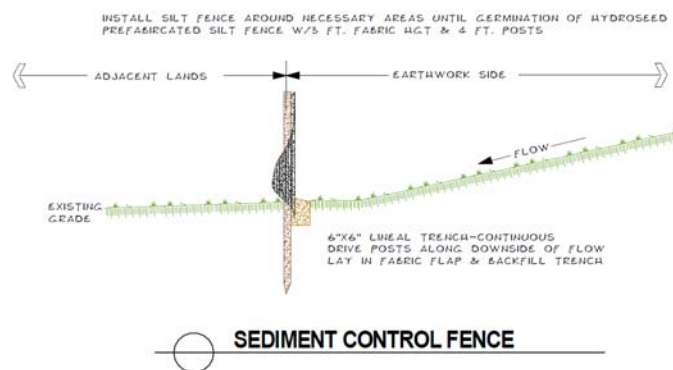 INSTALL SILT FENCE AROUND NECESSARY AREAS UNTIL GERMINATION OF HYDROSEED
PREFABIRCATED SILT FENCE W/3 FT. FABRIC HGT & 4 FT. POSTS
ADJACENT LANDS
EARTHWORK SIDE
FLOW
EXISTING
GRADE
6"X6" LINEAL TRENCH-CONTINUOUS
DRIVE POSTS ALONG DOWNSIDE OF FLOW
LAY IN FABRIC FLAP & BACKFILL TRENCH
SEDIMENT CONTROL FENCE